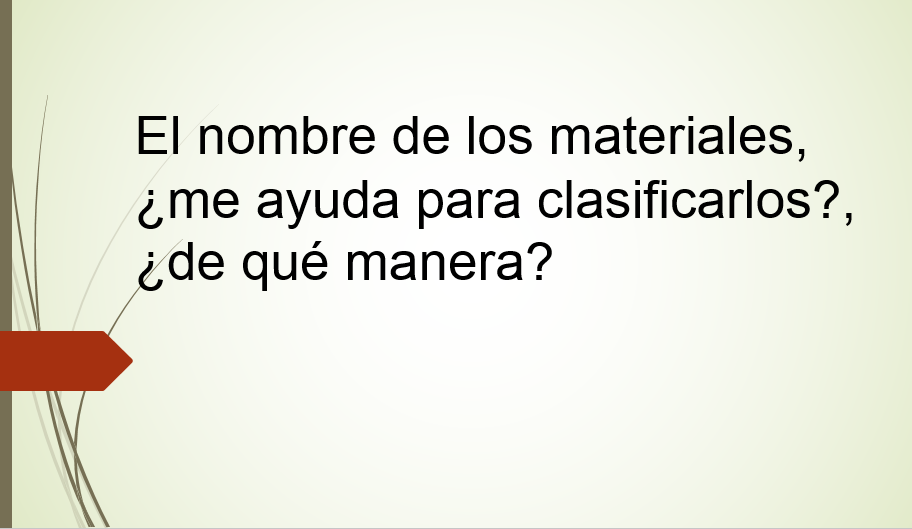 El nombre de los materiales,
¿me ayuda para clasificarlos?,
¿de qué manera?